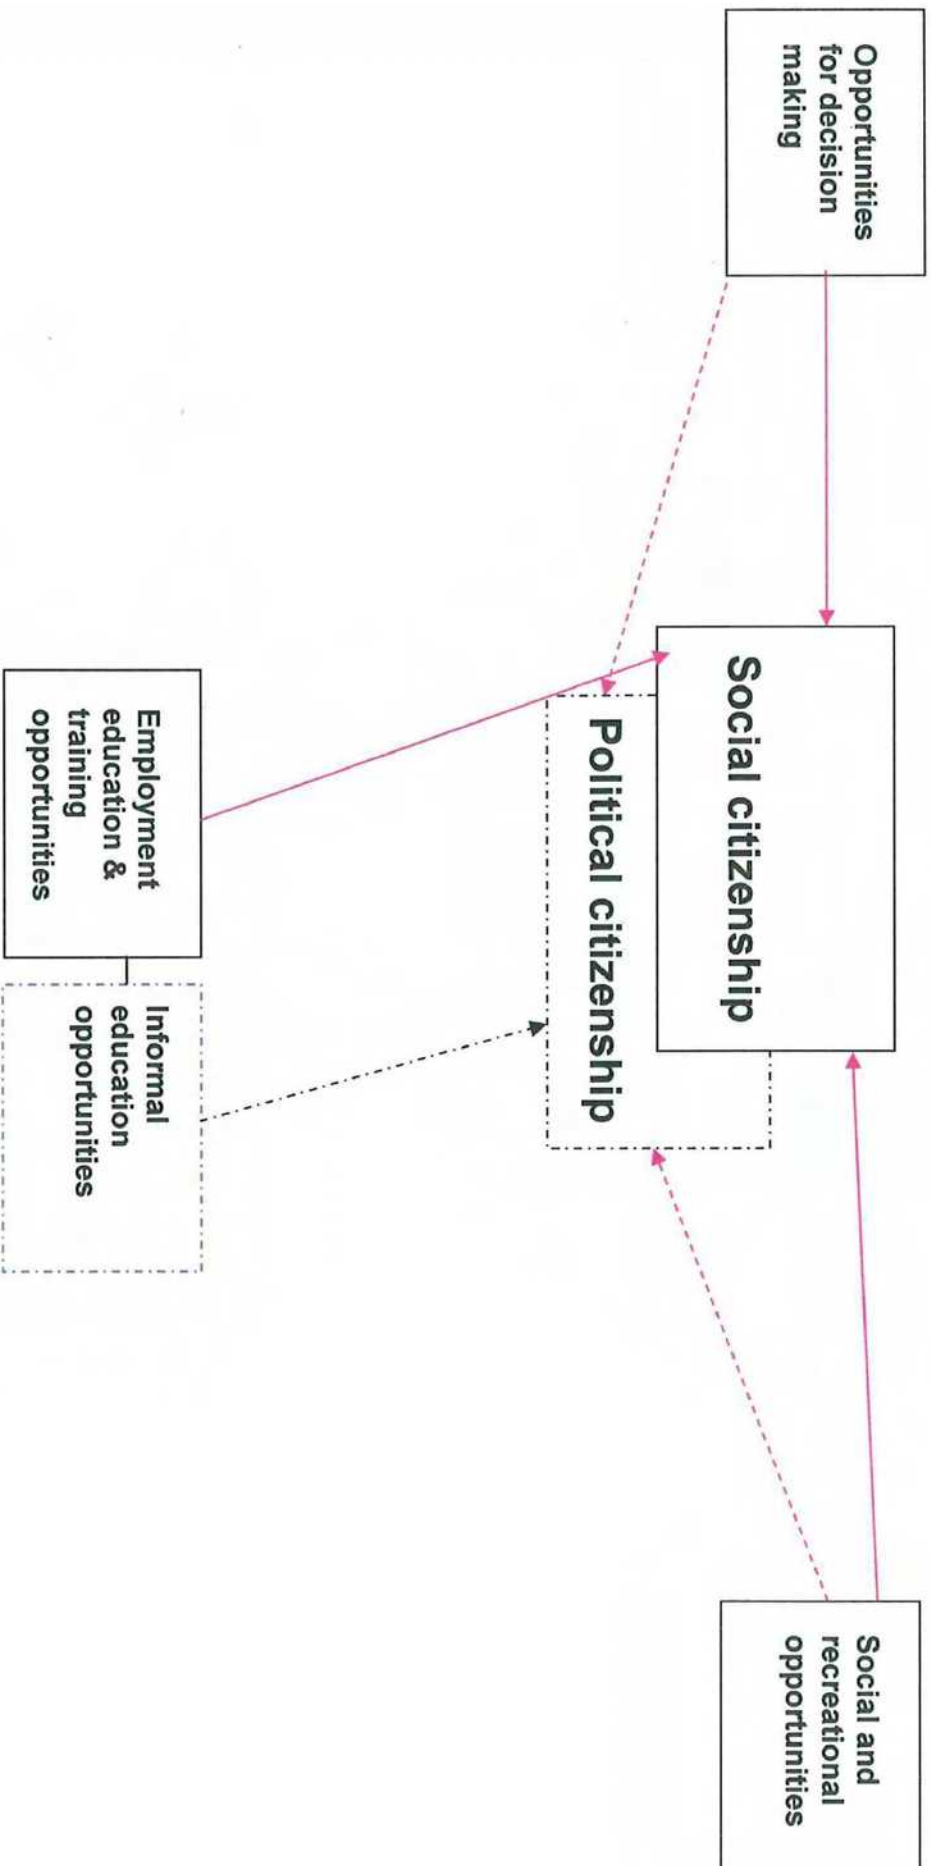 Opportunities
for decision
making
Social citizenship
Political citizenship
Social and
recreational
opportunities
Employment
education &
training
opportunities
Informal
education
opportunities